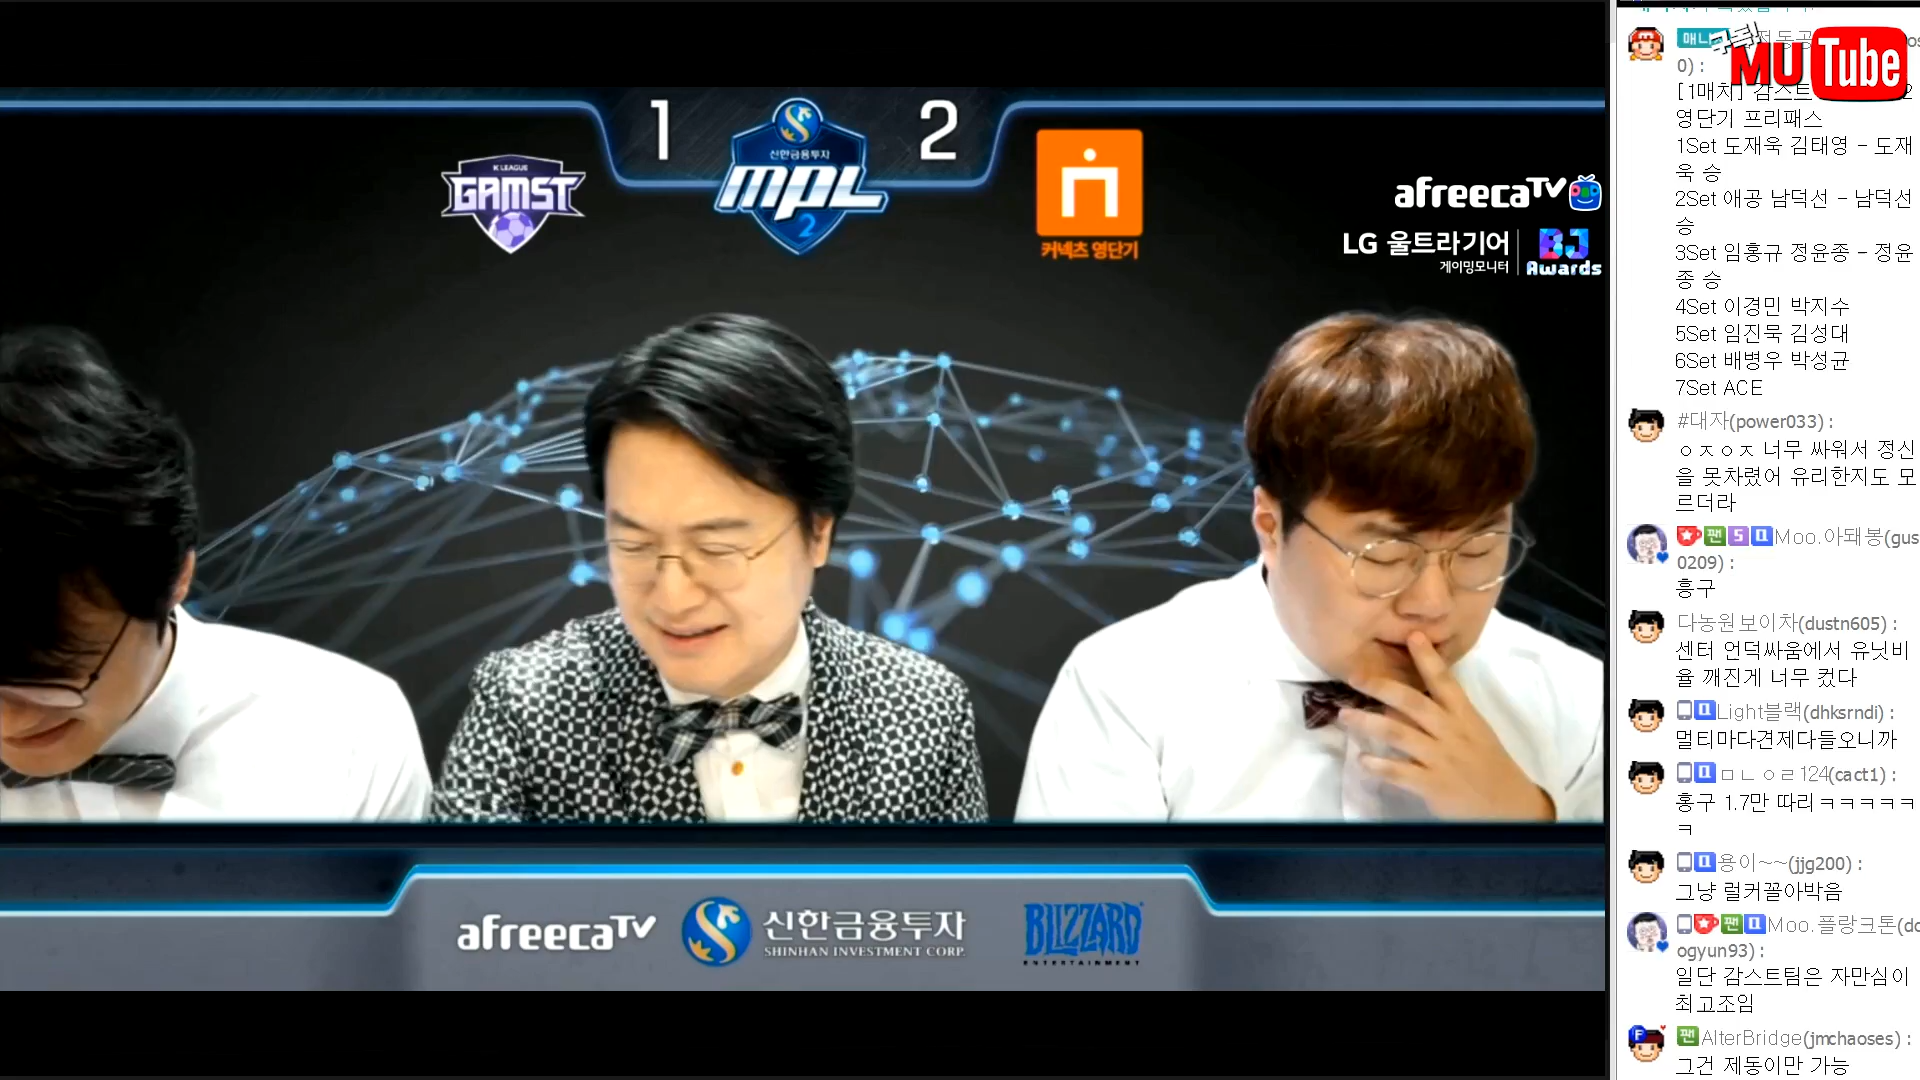 1
2
K LEAGUE
GAMST
신한금융투자
MPL
2
커넥츠 영단기
afreecaTV
LG 울트라기어
게이밍모니터
BJ
Awards
afreecaTV
신한금융투자
SHINHAN INVESTMENT CORP.
BLIZZARD
ENTERTAINMENT
구독!
MU Tube
0) :
[1매치] 감스트
영단기 프리패스
1Set 도재욱 김태영 - 도재
욱 승
2Set 애공 남덕선 - 남덕선
승
3Set 임홍규 정윤종 - 정윤
종 승
4Set 이경민 박지수
5Set 임진묵 김성대
6Set 배병우 박성균
7Set ACE
#대자(power033) :
ㅇㅈㅇㅈ 너무 싸워서 정신
을 못차렸어 유리한지도 모
르더라
팬 S Moo.아돼봉(gus
0209) :
흥구
다농원보이차(dustn605) :
센터 언덕싸움에서 유닛비
율 깨진게 너무 컸다
Light블랙(dhksrndi) :
멀티마다견제다들오니까
ㅁㄴㅇㄹ124(cact1) :
홍구 1.7만 따리ㅋㅋㅋㅋㅋ
ㅋ
용이~~(jjg200) :
그냥 럴커꼴아박음
팬 Moo.플랑크톤(do
ogyun93) :
일단 감스트팀은 자만심이
최고조임
팬 AlterBridge(jmchaoses) :
그건 제동이만 가능